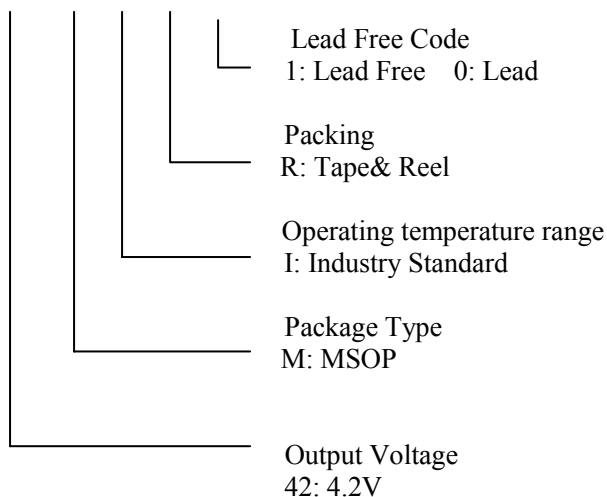 Lead Free Code
1: Lead Free 0: Lead
Packing
R: Tape& Reel
Operating temperature range
I: Industry Standard
Package Type
M: MSOP
Output Voltage
42: 4.2V